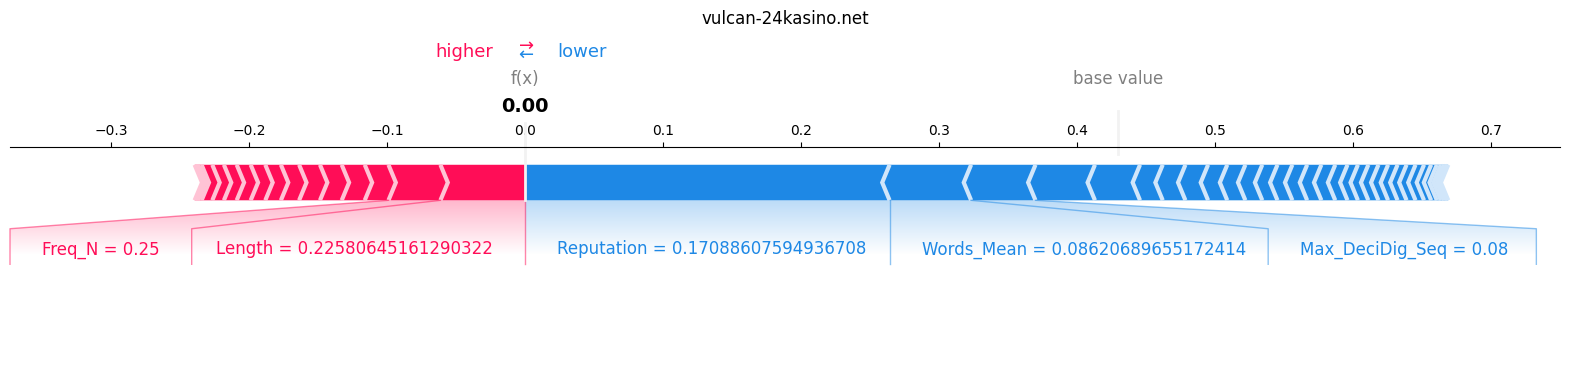 vulcan-24kasino.net
higher ⇄ lower
f(x) base value
0.00
−0.3 −0.2 −0.1 0.0 0.1 0.2 0.3 0.4 0.5 0.6 0.7
Freq_N = 0.25 Length = 0.22580645161290322 Reputation = 0.17088607594936708 Words_Mean = 0.08620689655172414 Max_DeciDig_Seq = 0.08